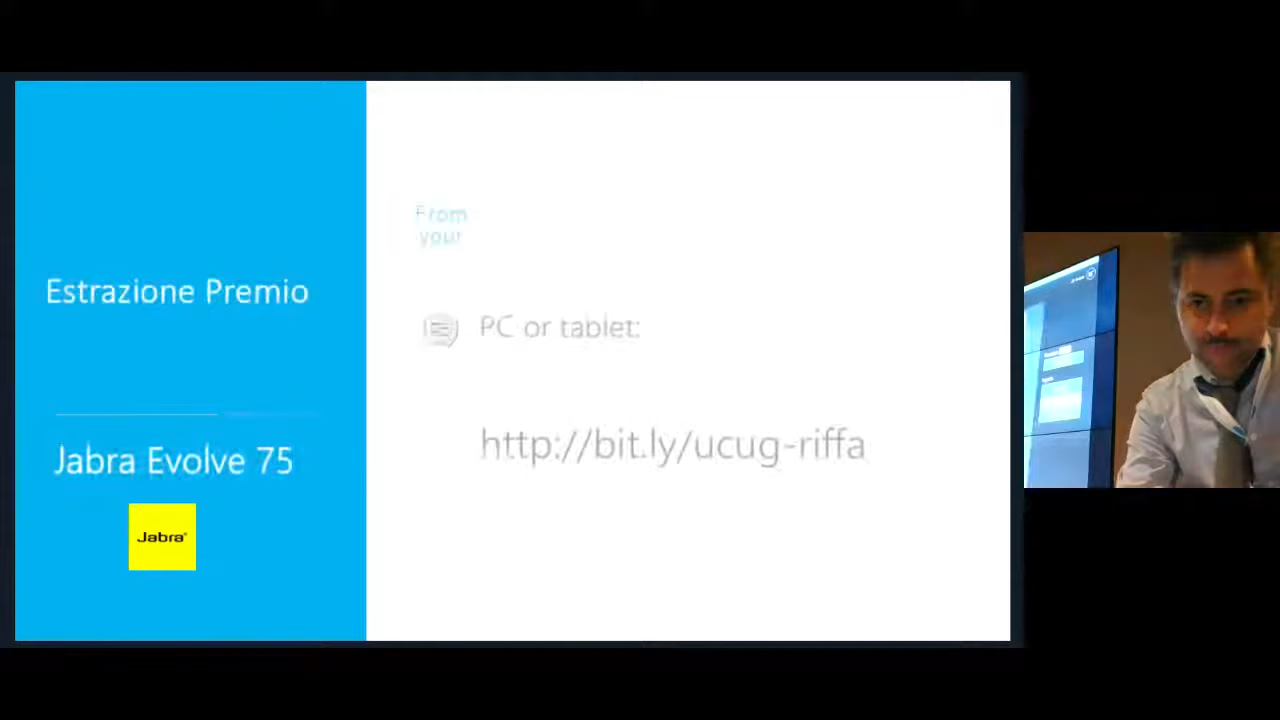 Estrazione Premio
Jabra Evolve 75
Jabra
From
your
PC or tablet:
http://bit.ly/ucug-riffa